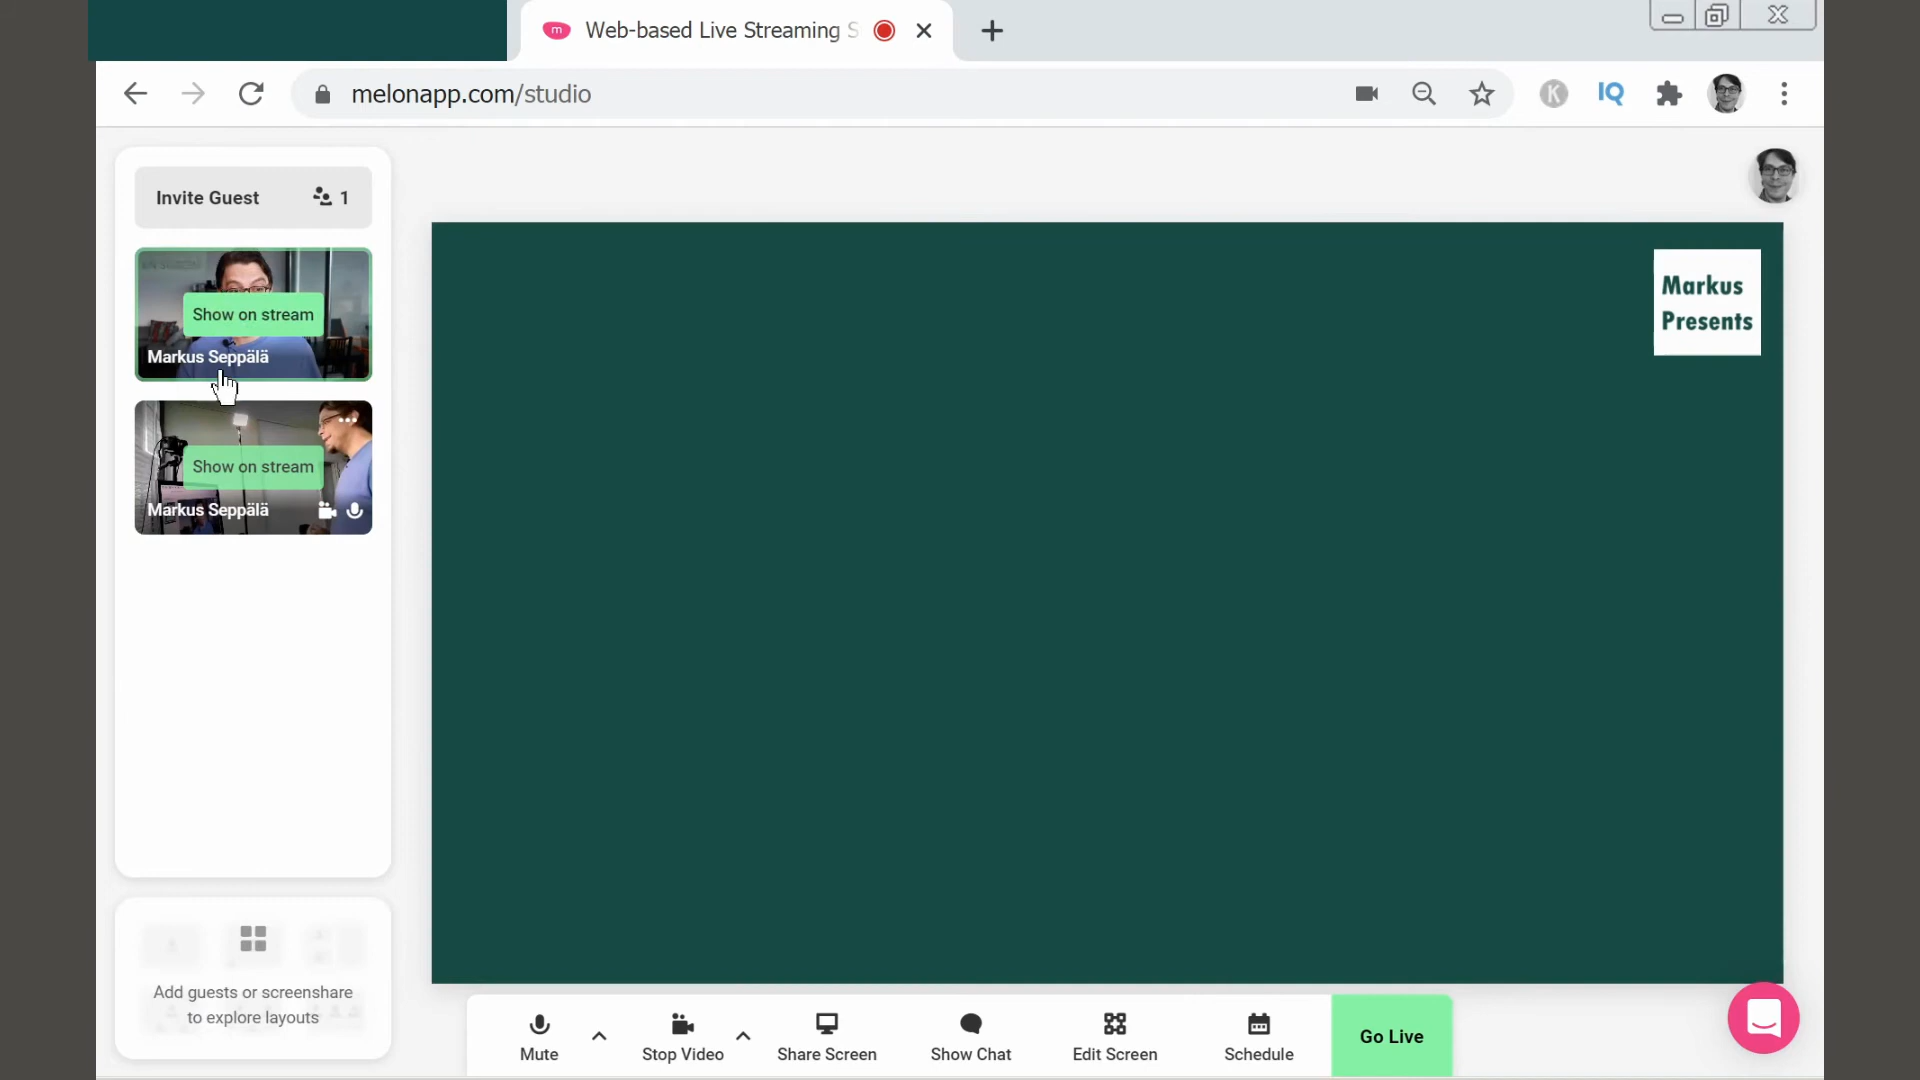 m
Web-based Live Streaming S
melonapp.com/studio
K
IQ
Invite Guest
1
Show on stream
Markus Seppälä
Show on stream
Markus Seppälä
Markus
Presents
Add guests or screenshare
to explore layouts
Mute
Stop Video
Share Screen
Show Chat
Edit Screen
Schedule
Go Live